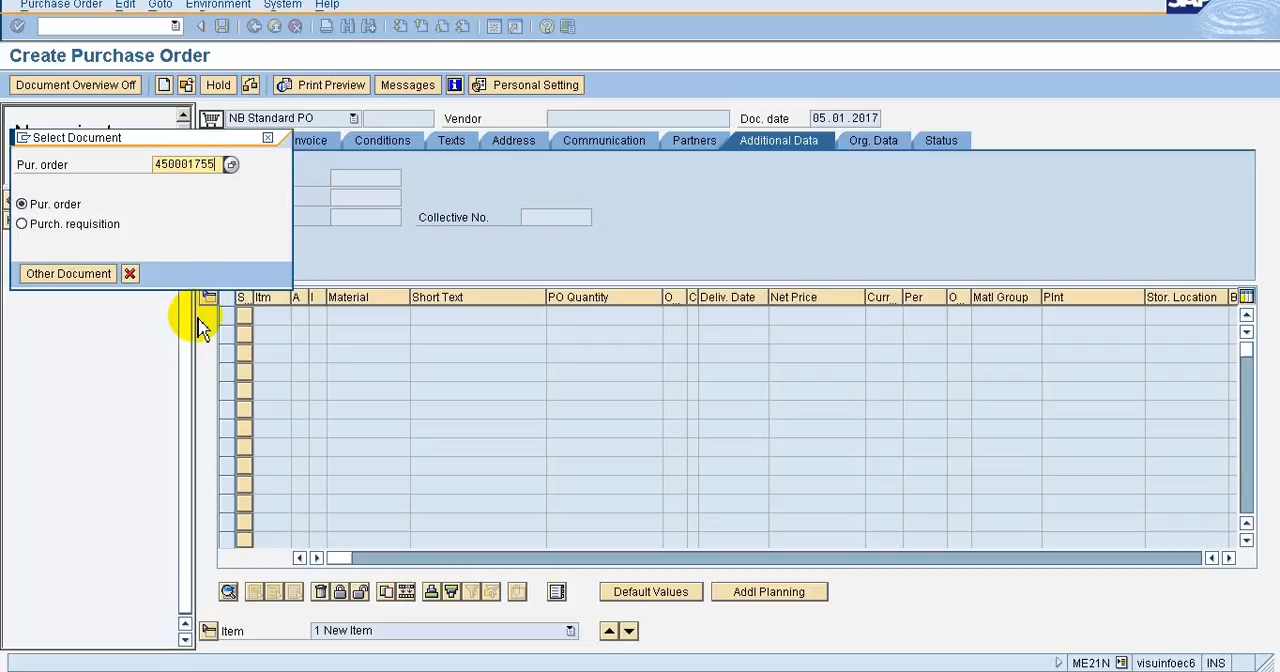 Purchase Order Edit Goto Environment System Help
SAP
Create Purchase Order
Document Overview Off Hold Print Preview Messages Personal Setting
NB Standard PO Vendor Doc. date 05.01.2017
Select Document
nvoice Conditions Texts Address Communication Partners Additional Data Org. Data Status
Pur. order 450001755
Pur. order
Collective No.
Purch. requisition
Other Document
S... Itm A I Material Short Text PO Quantity O... C Deliv. Date Net Price Curr... Per O... Matl Group Plnt Stor. Location B
Default Values Addl Planning
Item 1 New Item
ME21N visuinfoec6 INS